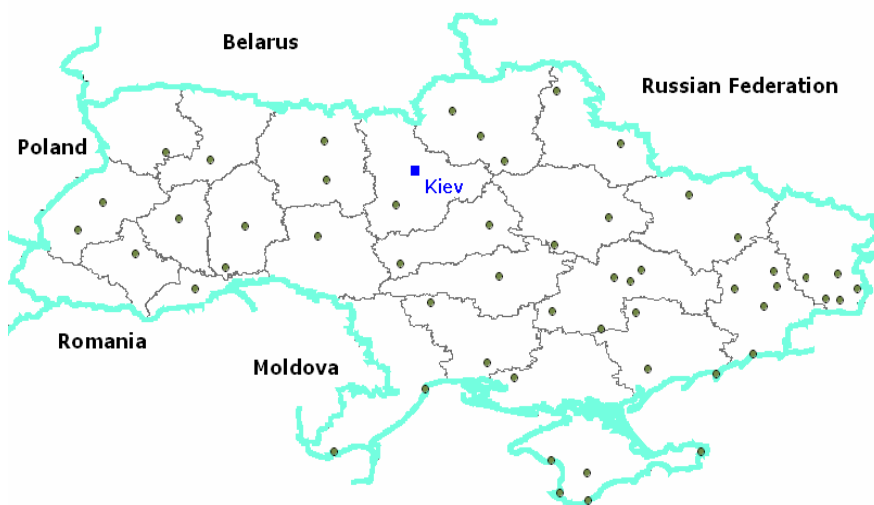 Belarus
Russian Federation
Poland
Kiev
Romania
Moldova